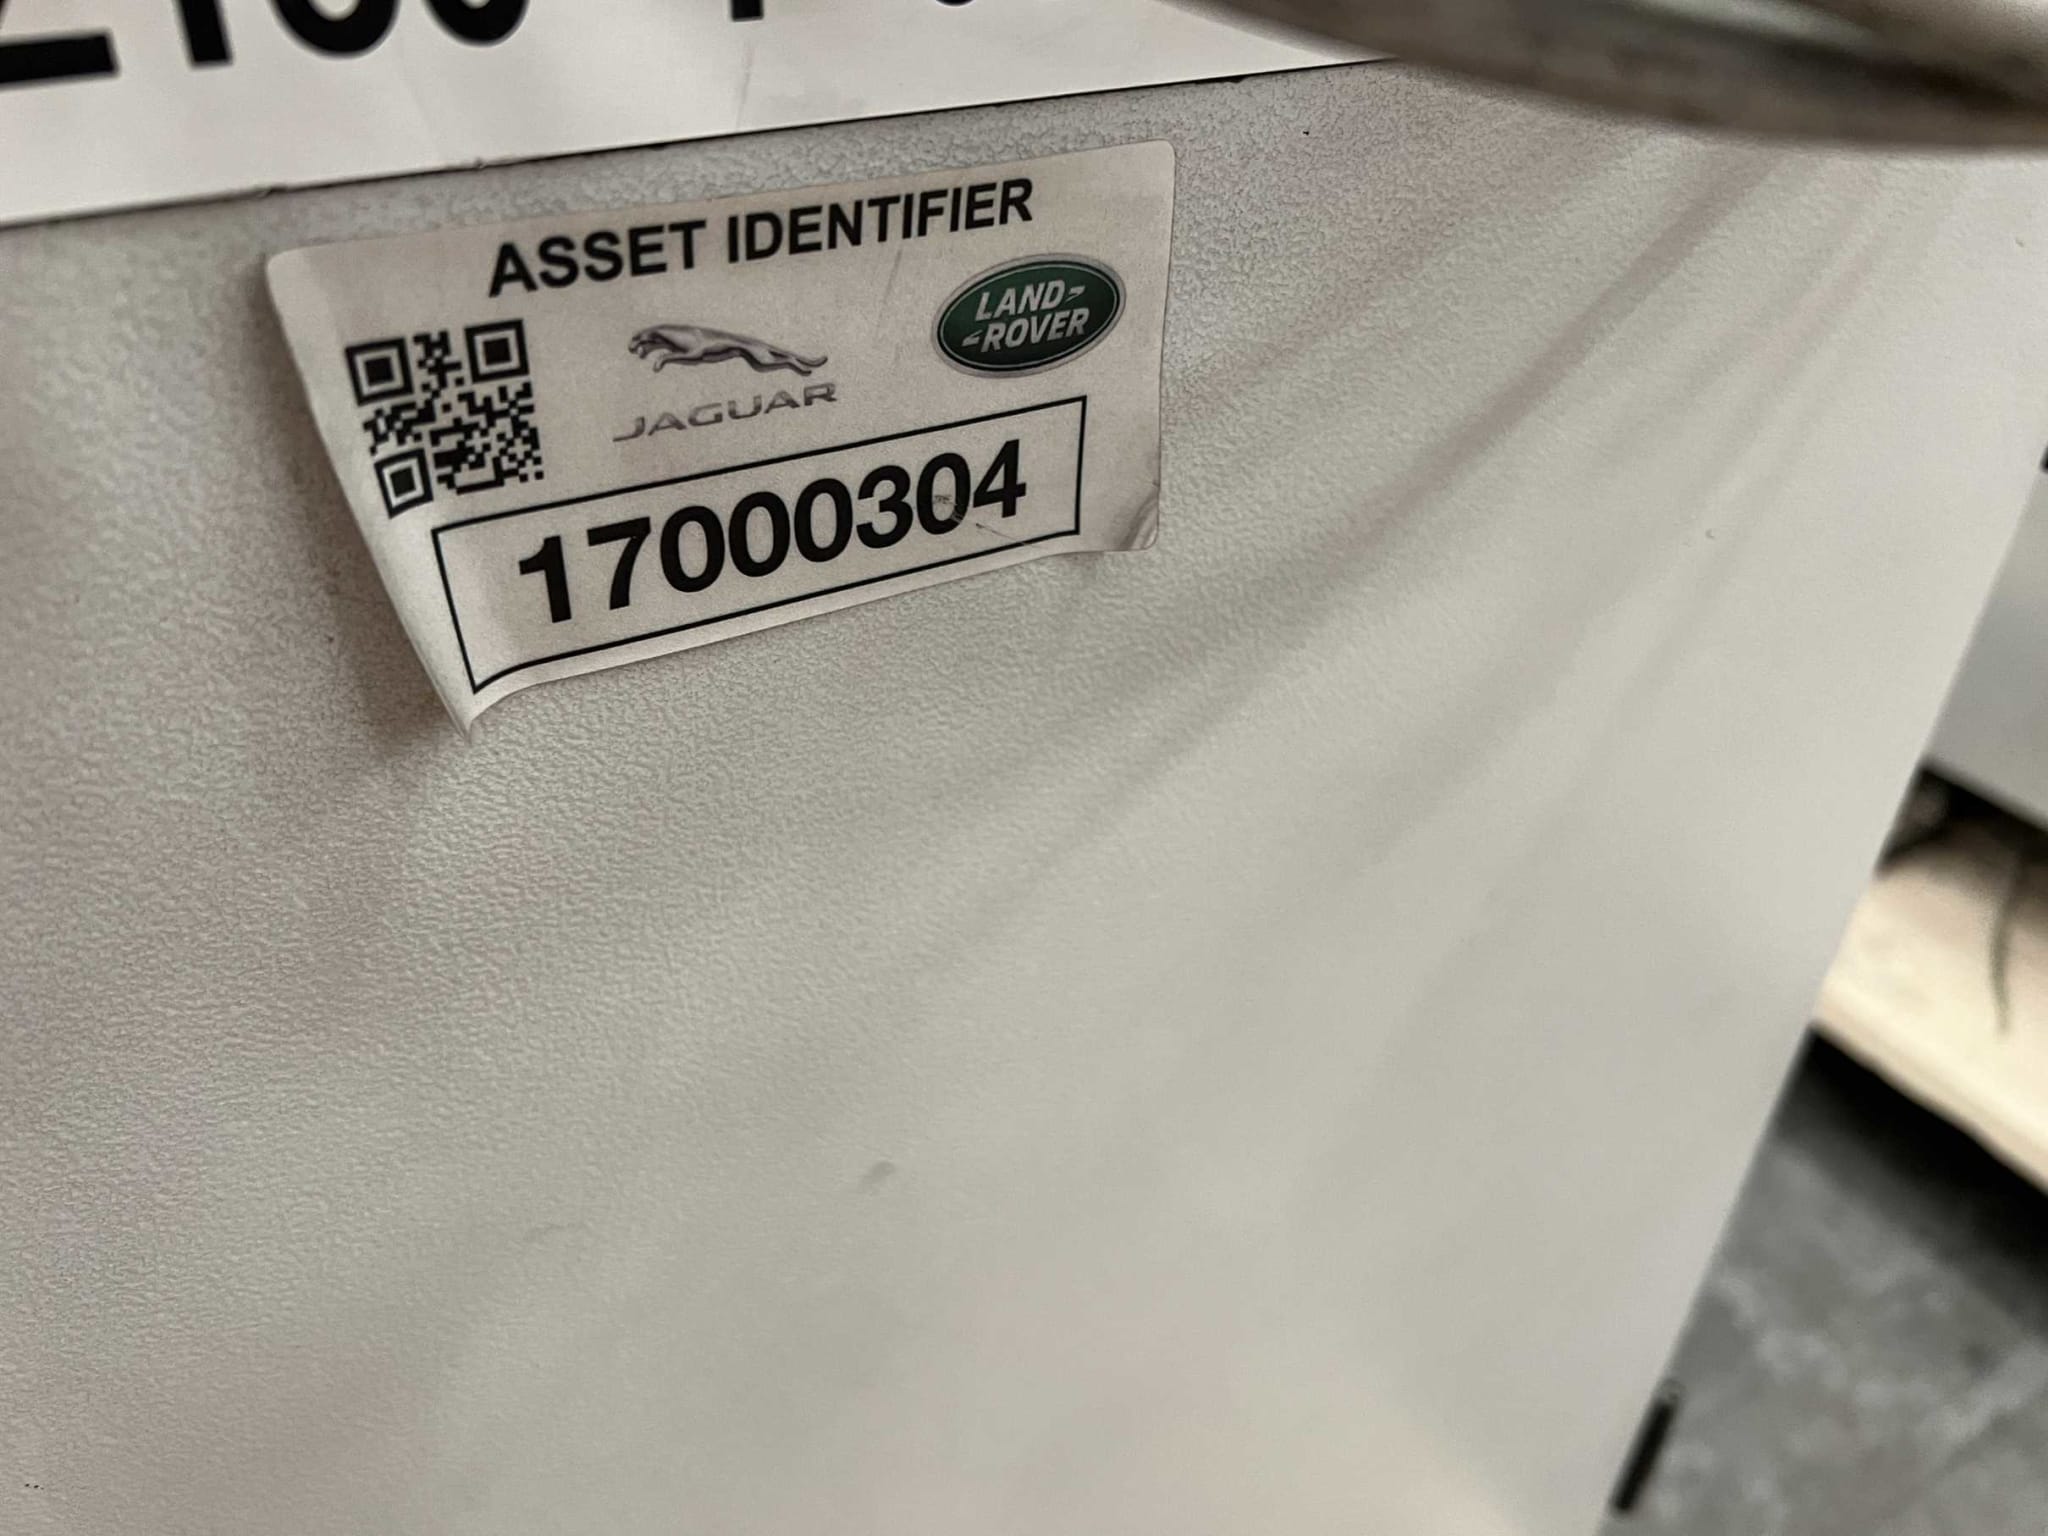 ASSET IDENTIFIER
JAGUAR
LAND
ROVER
17000304